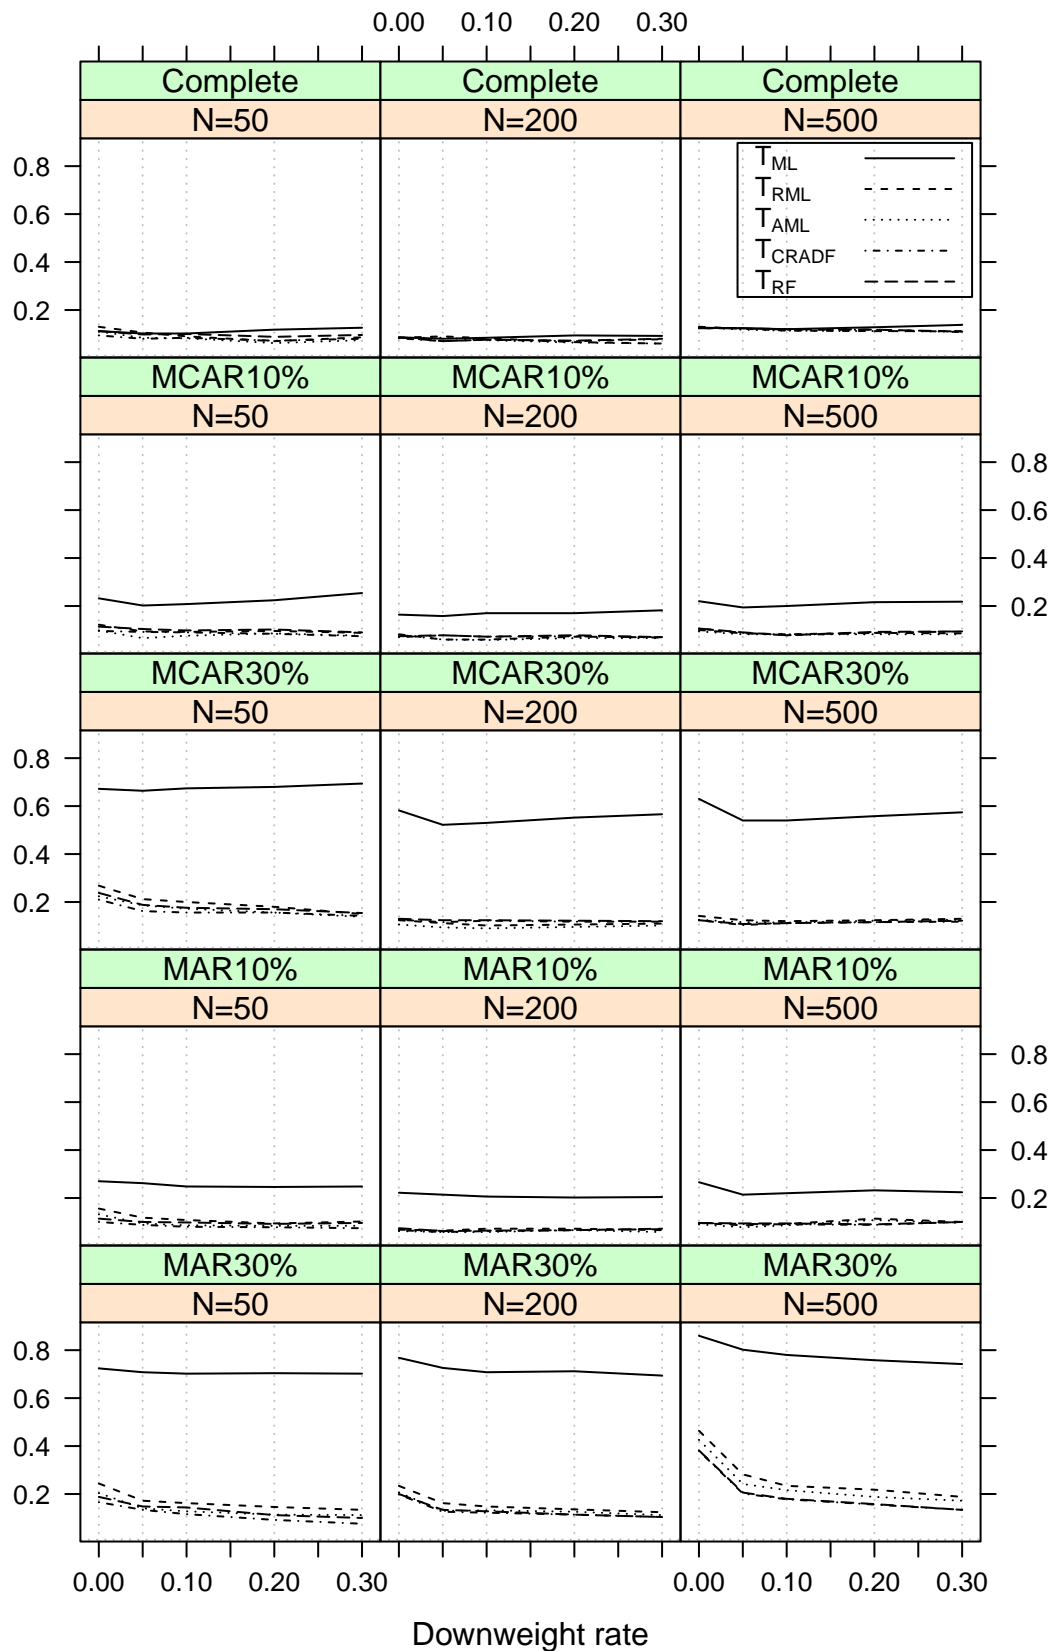 0.00 0.10 0.20 0.30
Complete Complete Complete
N=50 N=200 N=500
T_ML
T_RML
T_AML
T_CRADF
T_RF
0.8
0.6
0.4
0.2
MCAR10% MCAR10% MCAR10%
N=50 N=200 N=500
0.8
0.6
0.4
0.2
MCAR30% MCAR30% MCAR30%
N=50 N=200 N=500
0.8
0.6
0.4
0.2
MAR10% MAR10% MAR10%
N=50 N=200 N=500
0.8
0.6
0.4
0.2
MAR30% MAR30% MAR30%
N=50 N=200 N=500
0.8
0.6
0.4
0.2
0.00 0.10 0.20 0.30 0.00 0.10 0.20 0.30
Downweight rate